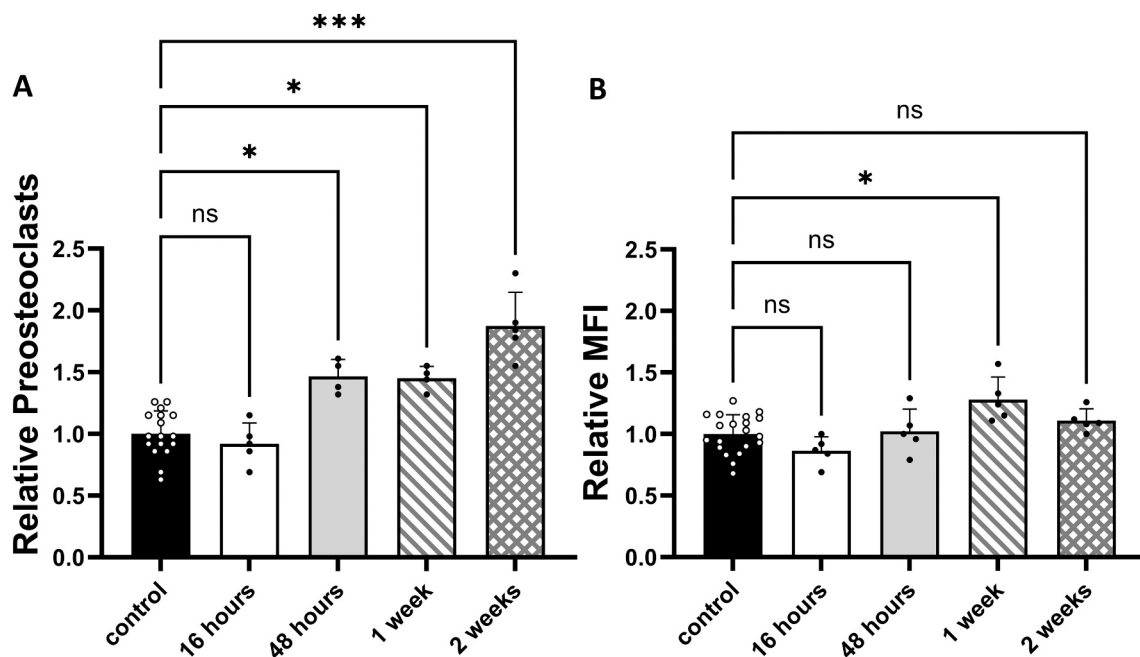 A
Relative Preosteoclasts
***
*
*
ns
2.5
2.0
1.5
1.0
0.5
0.0
control
16 hours
48 hours
1 week
2 weeks
B
Relative MFI
ns
*
ns
ns
2.5
2.0
1.5
1.0
0.5
0.0
control
16 hours
48 hours
1 week
2 weeks